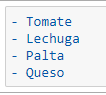 - Tomate
- Lechuga
- Palta
- Queso